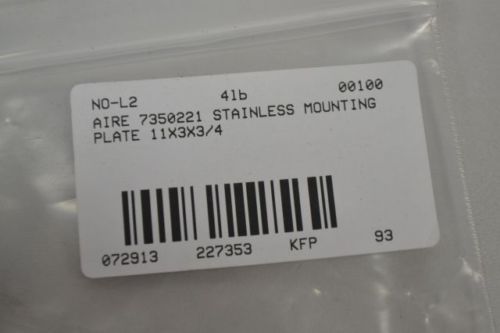 NO-L2 4lb 00100
AIRE 7350221 STAINLESS MOUNTING
PLATE 11X3X3/4
072913 227353 KFP 93